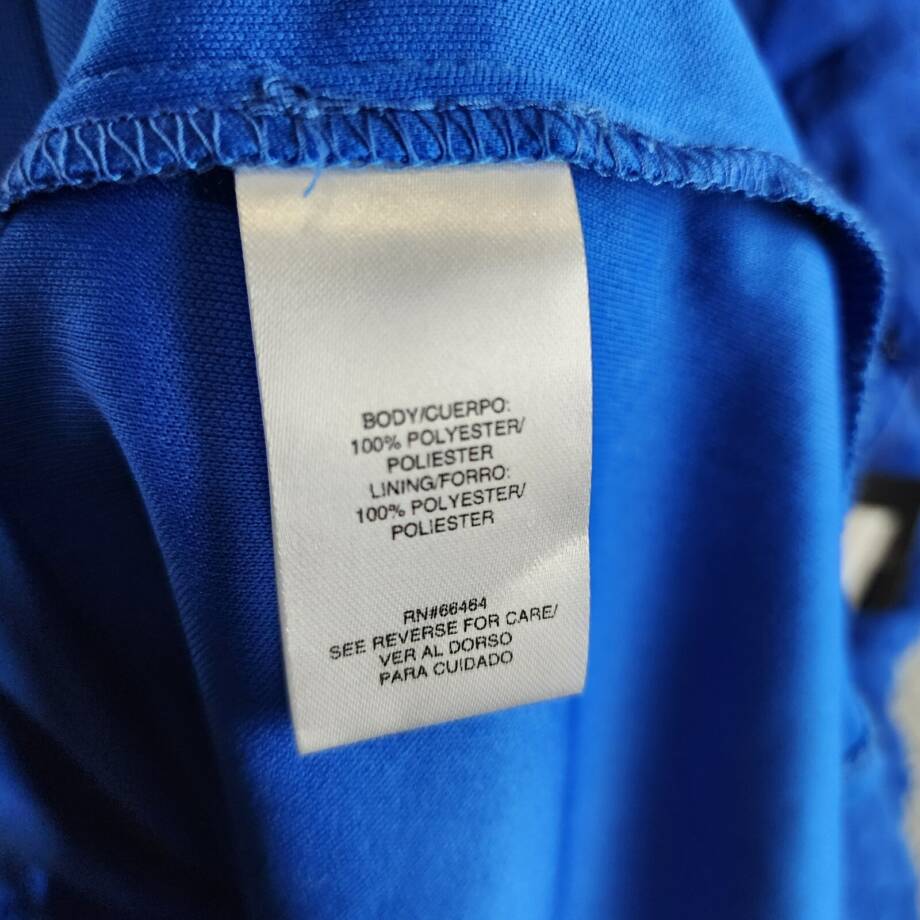 BODY/CUERPO:
100% POLYESTER/
POLIESTER
LINING/FORRO:
100% POLYESTER/
POLIESTER
RN#66464
SEE REVERSE FOR CARE/
VER AL DORSO
PARA CUIDADO